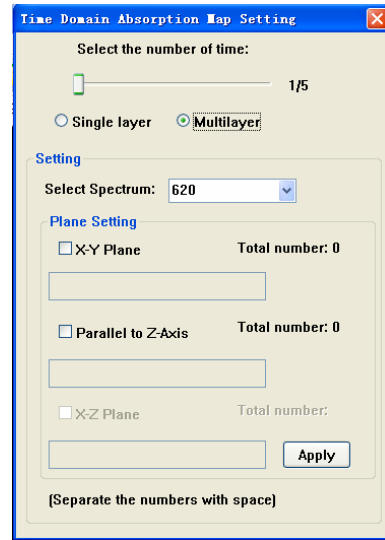 Time Domain Absorption Map Setting
Select the number of time:
1/5
Single layer Multilayer
Setting
Select Spectrum: 620
Plane Setting
X-Y Plane Total number: 0
Parallel to Z-Axis Total number: 0
X-Z Plane Total number:
Apply
(Separate the numbers with space)